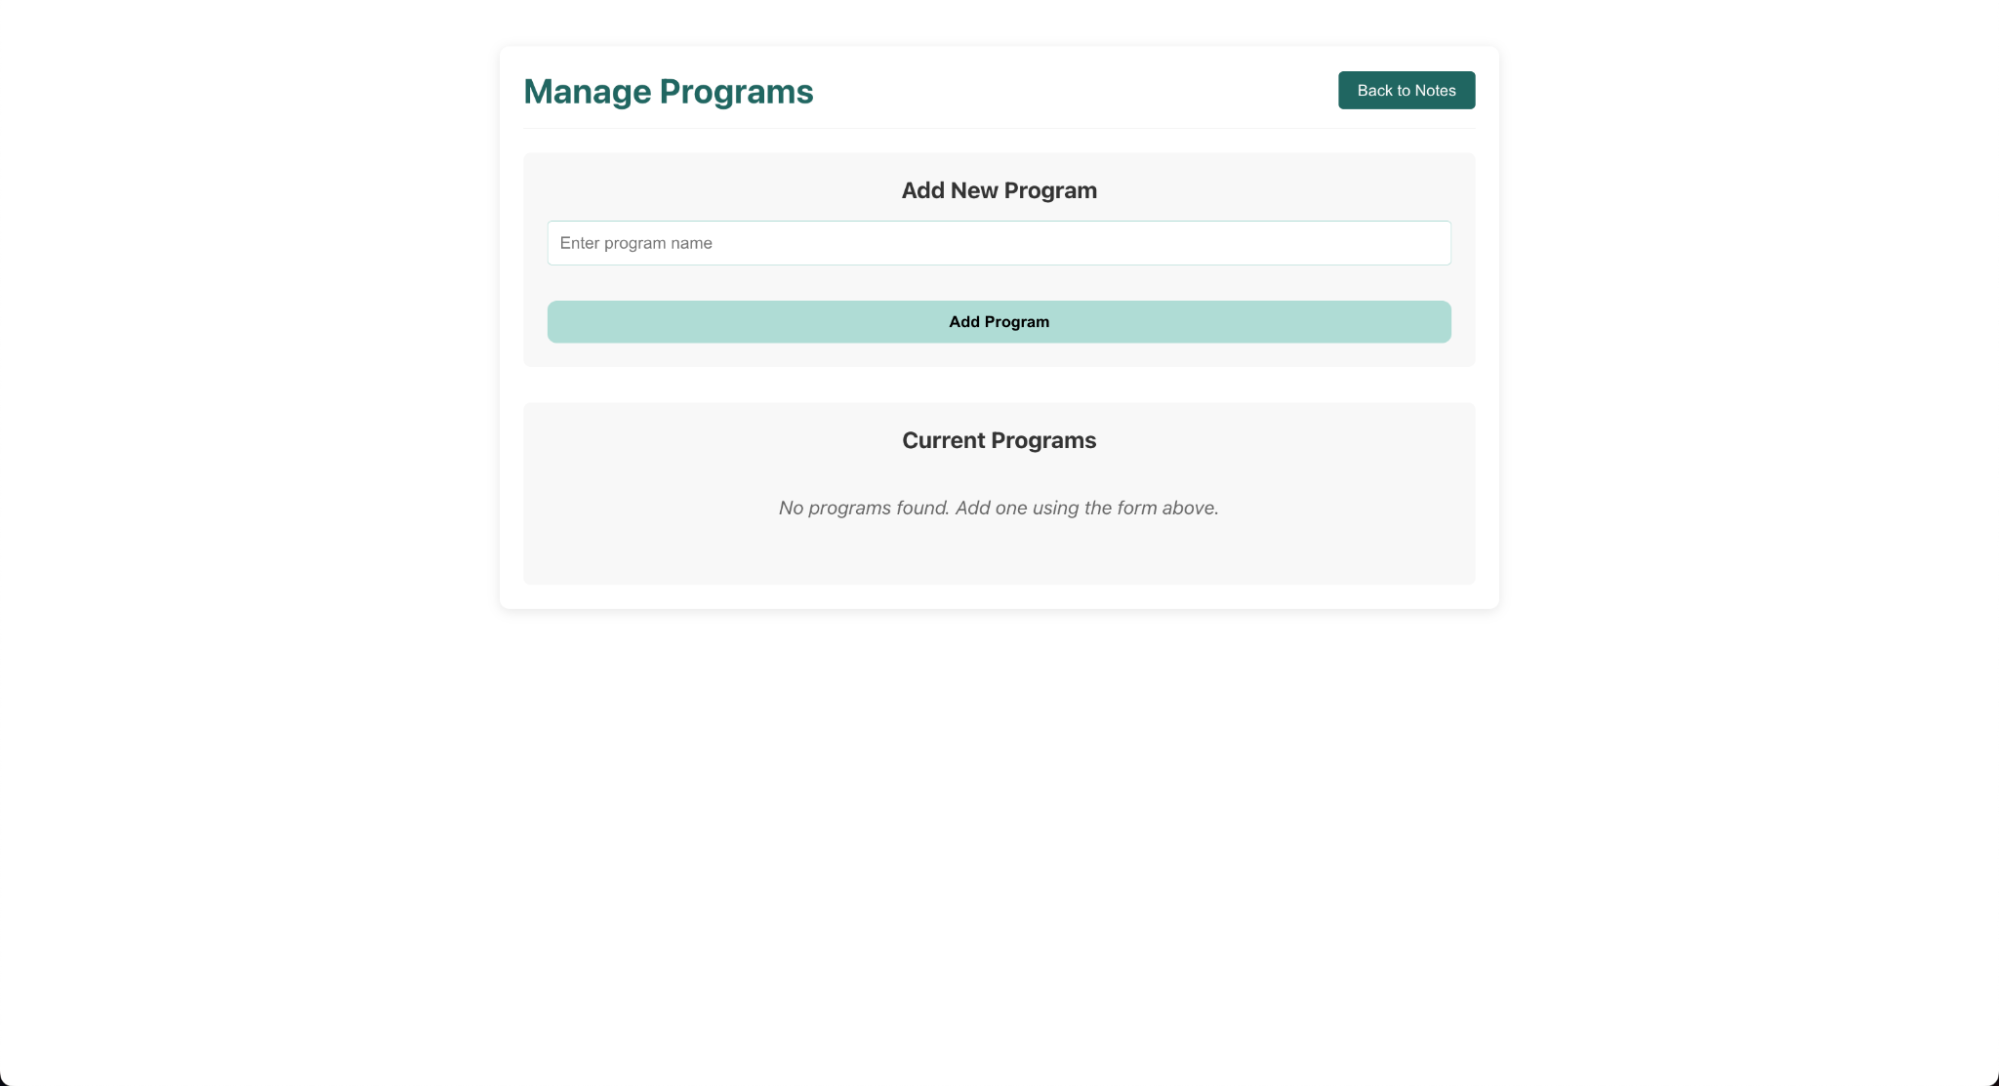 Manage Programs
Back to Notes
Add New Program
Enter program name
Add Program
Current Programs
No programs found. Add one using the form above.